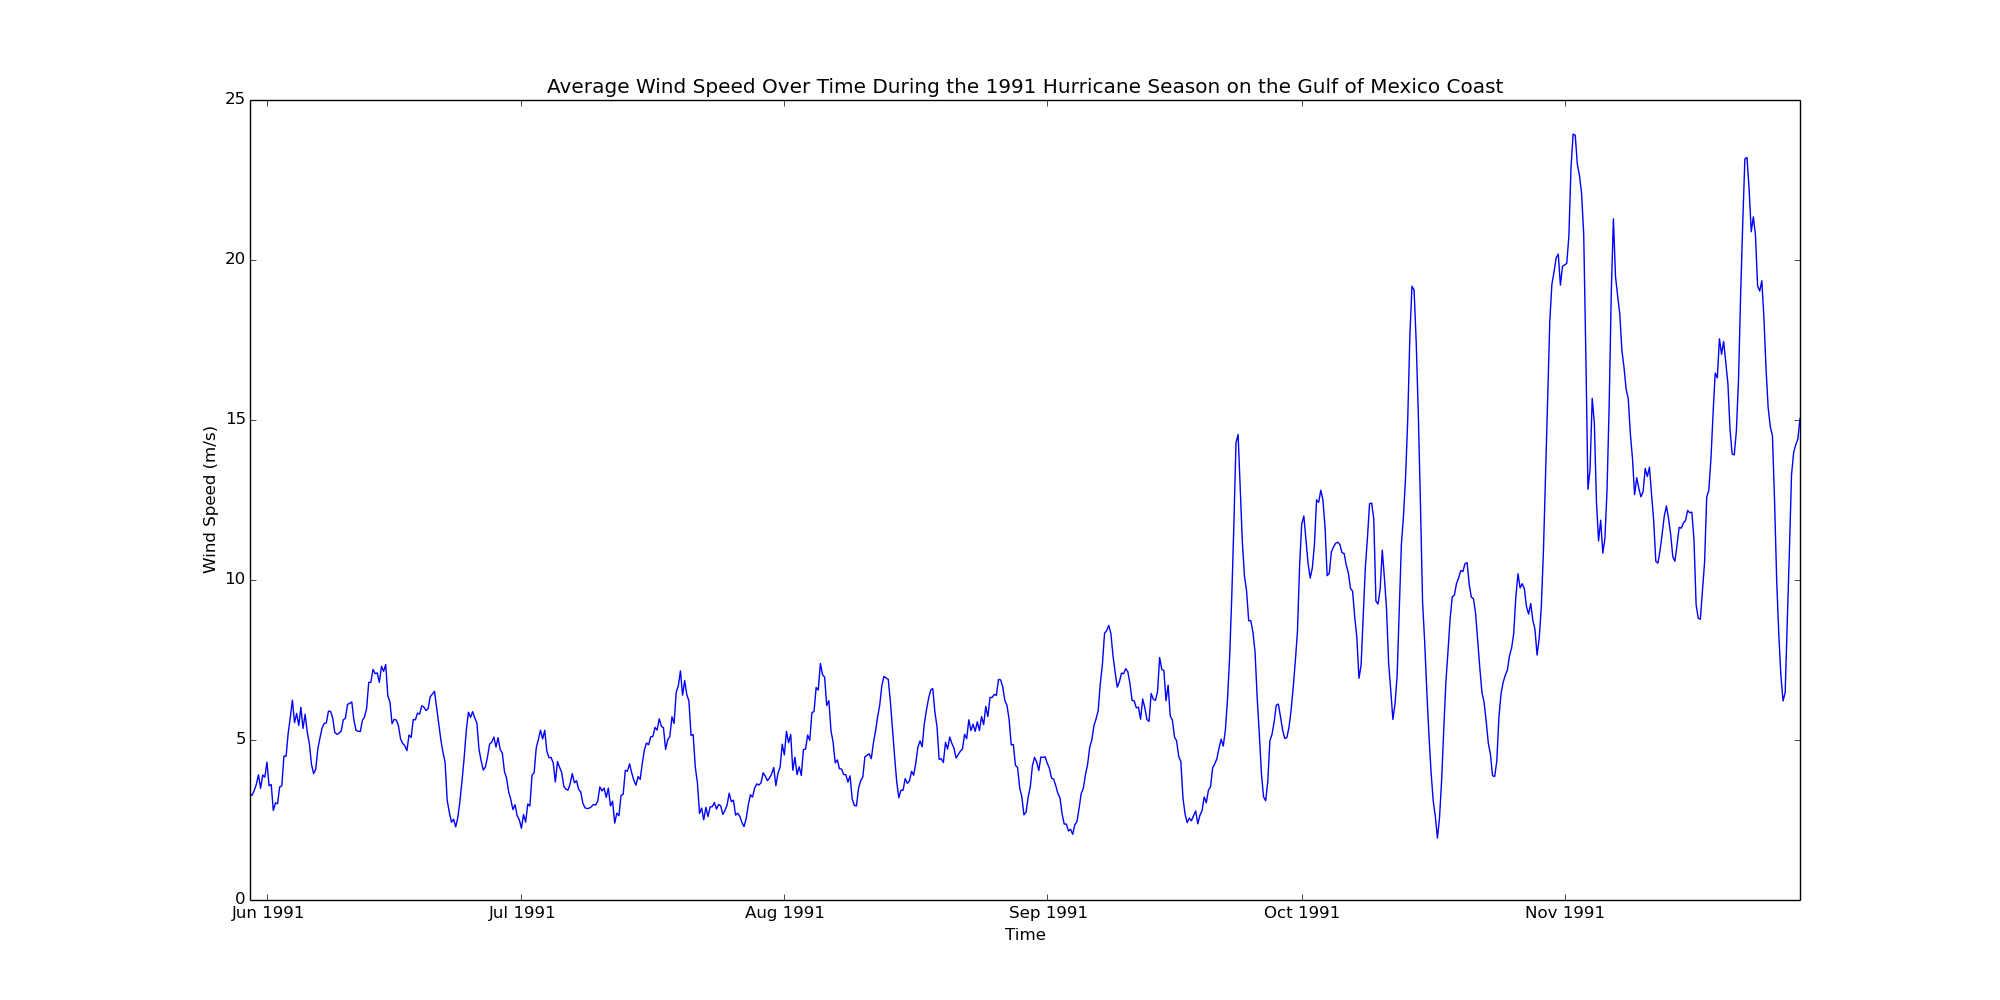 Average Wind Speed Over Time During the 1991 Hurricane Season on the Gulf of Mexico Coast
25
20
15
10
5
0
Wind Speed (m/s)
Jun 1991 Jul 1991 Aug 1991 Sep 1991 Oct 1991 Nov 1991
Time